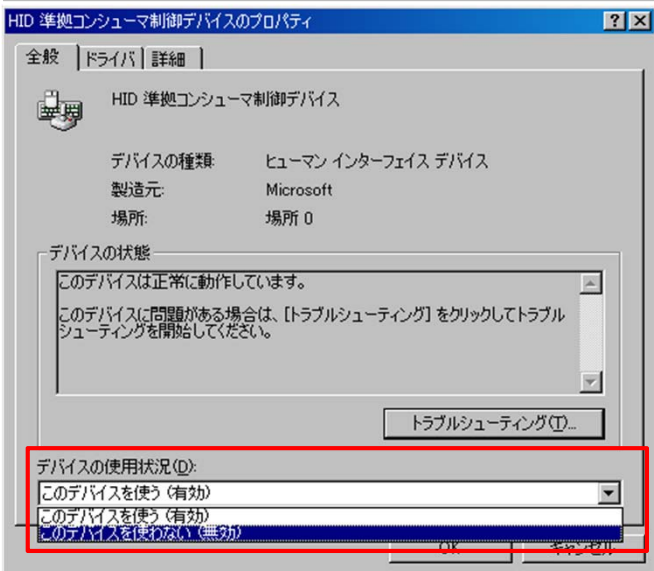 HID 準拠コンシューマ制御デバイスのプロパティ
全般 ドライバ 詳細
HID 準拠コンシューマ制御デバイス
デバイスの種類: ヒューマン インターフェイス デバイス
製造元: Microsoft
場所: 場所 0
デバイスの状態
このデバイスは正常に動作しています。
このデバイスに問題がある場合は、[トラブルシューティング] をクリックしてトラブル
シューティングを開始してください。
トラブルシューティング(T)...
デバイスの使用状況(D):
このデバイスを使う (有効)
このデバイスを使う (有効)
このデバイスを使わない (無効)
OK キャンセル